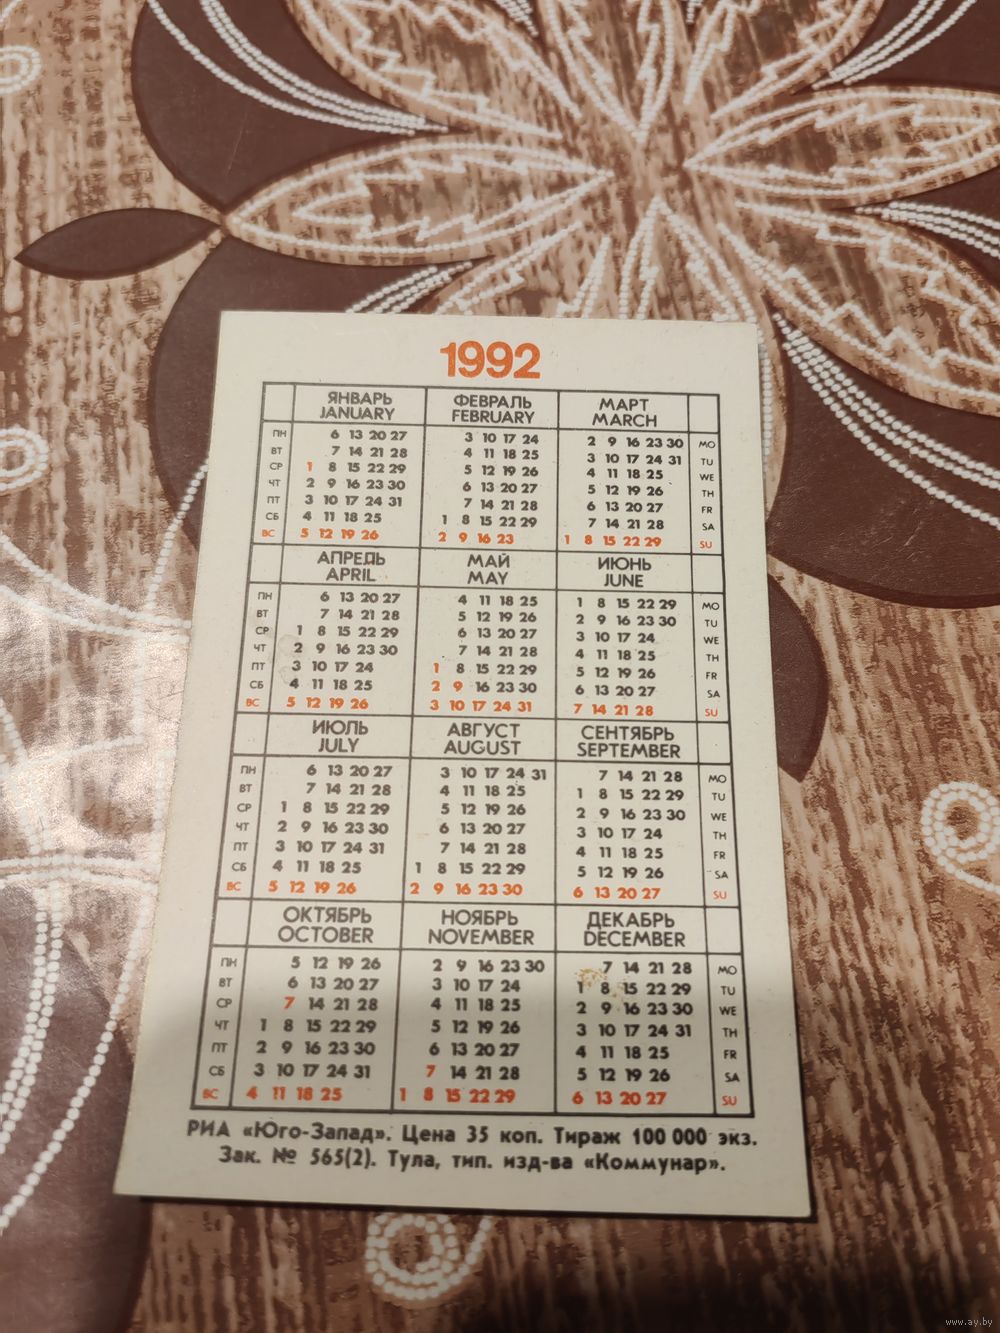 1992
ЯНВАРЬ ФЕВРАЛЬ МАРТ
JANUARY FEBRUARY MARCH
ПН 6 13 20 27 3 10 17 24 2 9 16 23 30 MO
ВТ 7 14 21 28 4 11 18 25 3 10 17 24 31 TU
СР 1 8 15 22 29 5 12 19 26 4 11 18 25 WE
ЧТ 2 9 16 23 30 6 13 20 27 5 12 19 26 TH
ПТ 3 10 17 24 31 7 14 21 28 6 13 20 27 FR
СБ 4 11 18 25 1 8 15 22 29 7 14 21 28 SA
ВС 5 12 19 26 2 9 16 23 1 8 15 22 29 SU
АПРЕЛЬ МАЙ ИЮНЬ
APRIL MAY JUNE
ПН 6 13 20 27 4 11 18 25 1 8 15 22 29 MO
ВТ 7 14 21 28 5 12 19 26 2 9 16 23 30 TU
СР 1 8 15 22 29 6 13 20 27 3 10 17 24 WE
ЧТ 2 9 16 23 30 7 14 21 28 4 11 18 25 TH
ПТ 3 10 17 24 1 8 15 22 29 5 12 19 26 FR
СБ 4 11 18 25 2 9 16 23 30 6 13 20 27 SA
ВС 5 12 19 26 3 10 17 24 31 7 14 21 28 SU
ИЮЛЬ АВГУСТ СЕНТЯБРЬ
JULY AUGUST SEPTEMBER
ПН 6 13 20 27 3 10 17 24 31 7 14 21 28 MO
ВТ 7 14 21 28 4 11 18 25 1 8 15 22 29 TU
СР 1 8 15 22 29 5 12 19 26 2 9 16 23 30 WE
ЧТ 2 9 16 23 30 6 13 20 27 3 10 17 24 TH
ПТ 3 10 17 24 31 7 14 21 28 4 11 18 25 FR
СБ 4 11 18 25 1 8 15 22 29 5 12 19 26 SA
ВС 5 12 19 26 2 9 16 23 30 6 13 20 27 SU
ОКТЯБРЬ НОЯБРЬ ДЕКАБРЬ
OCTOBER NOVEMBER DECEMBER
ПН 5 12 19 26 2 9 16 23 30 7 14 21 28 MO
ВТ 6 13 20 27 3 10 17 24 1 8 15 22 29 TU
СР 7 14 21 28 4 11 18 25 2 9 16 23 30 WE
ЧТ 1 8 15 22 29 5 12 19 26 3 10 17 24 31 TH
ПТ 2 9 16 23 30 6 13 20 27 4 11 18 25 FR
СБ 3 10 17 24 31 7 14 21 28 5 12 19 26 SA
ВС 4 11 18 25 1 8 15 22 29 6 13 20 27 SU
РИА «Юго-Запад». Цена 35 коп. Тираж 100 000 экз.
Зак. № 565(2). Тула, тип. изд-ва «Коммунар».
www.ay.by